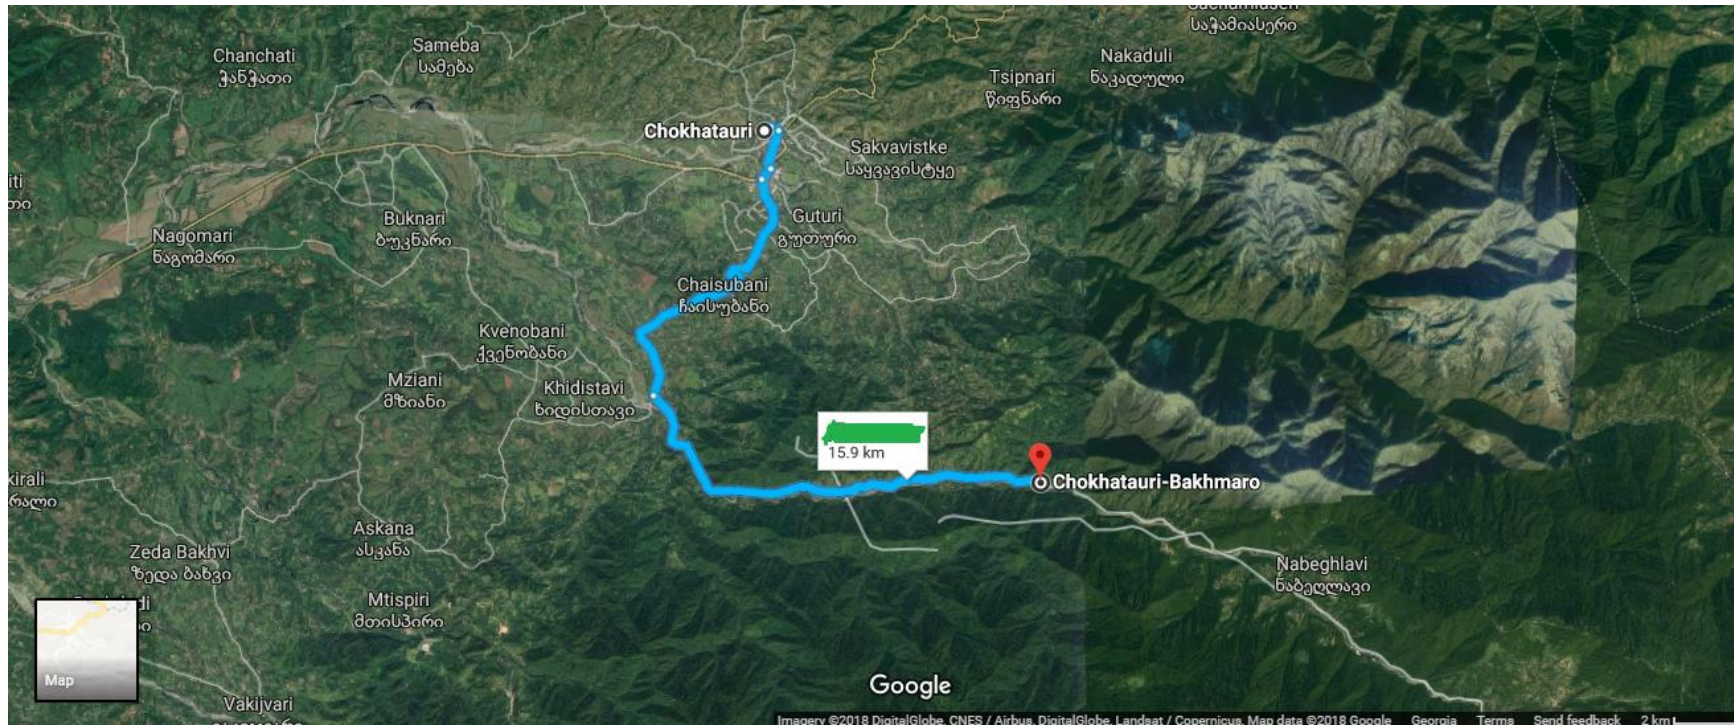 Chanchati
ჭანჭათი
Sameba
სამება
Nakaduli
ნაკადული
საჭამიასერი
Tsipnari
წიფნარი
Chokhatauri
Sakvavistke
საყვავისტყე
Buknari
ბუკნარი
Guturi
გუთური
Nagomari
ნაგომარი
Chaisubani
ჩაისუბანი
Kvenobani
ქვენობანი
Mziani
მზიანი
Khidistavi
ხიდისთავი
15.9 km
Chokhatauri-Bakhmaro
Askana
ასკანა
Zeda Bakhvi
ზედა ბახვი
Nabeghlavi
ნაბეღლავი
Mtispiri
მთისპირი
Map
Google
Vakijvari
Imagery ©2018 DigitalGlobe, CNES / Airbus, DigitalGlobe, Landsat / Copernicus, Map data ©2018 Google Georgia Terms Send feedback 2 km